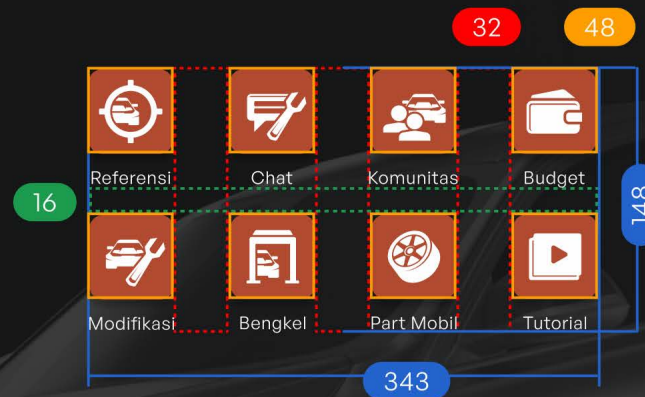 32
48
Referensi
Chat
Komunitas
Budget
16
148
Modifikasi
Bengkel
Part Mobil
Tutorial
343